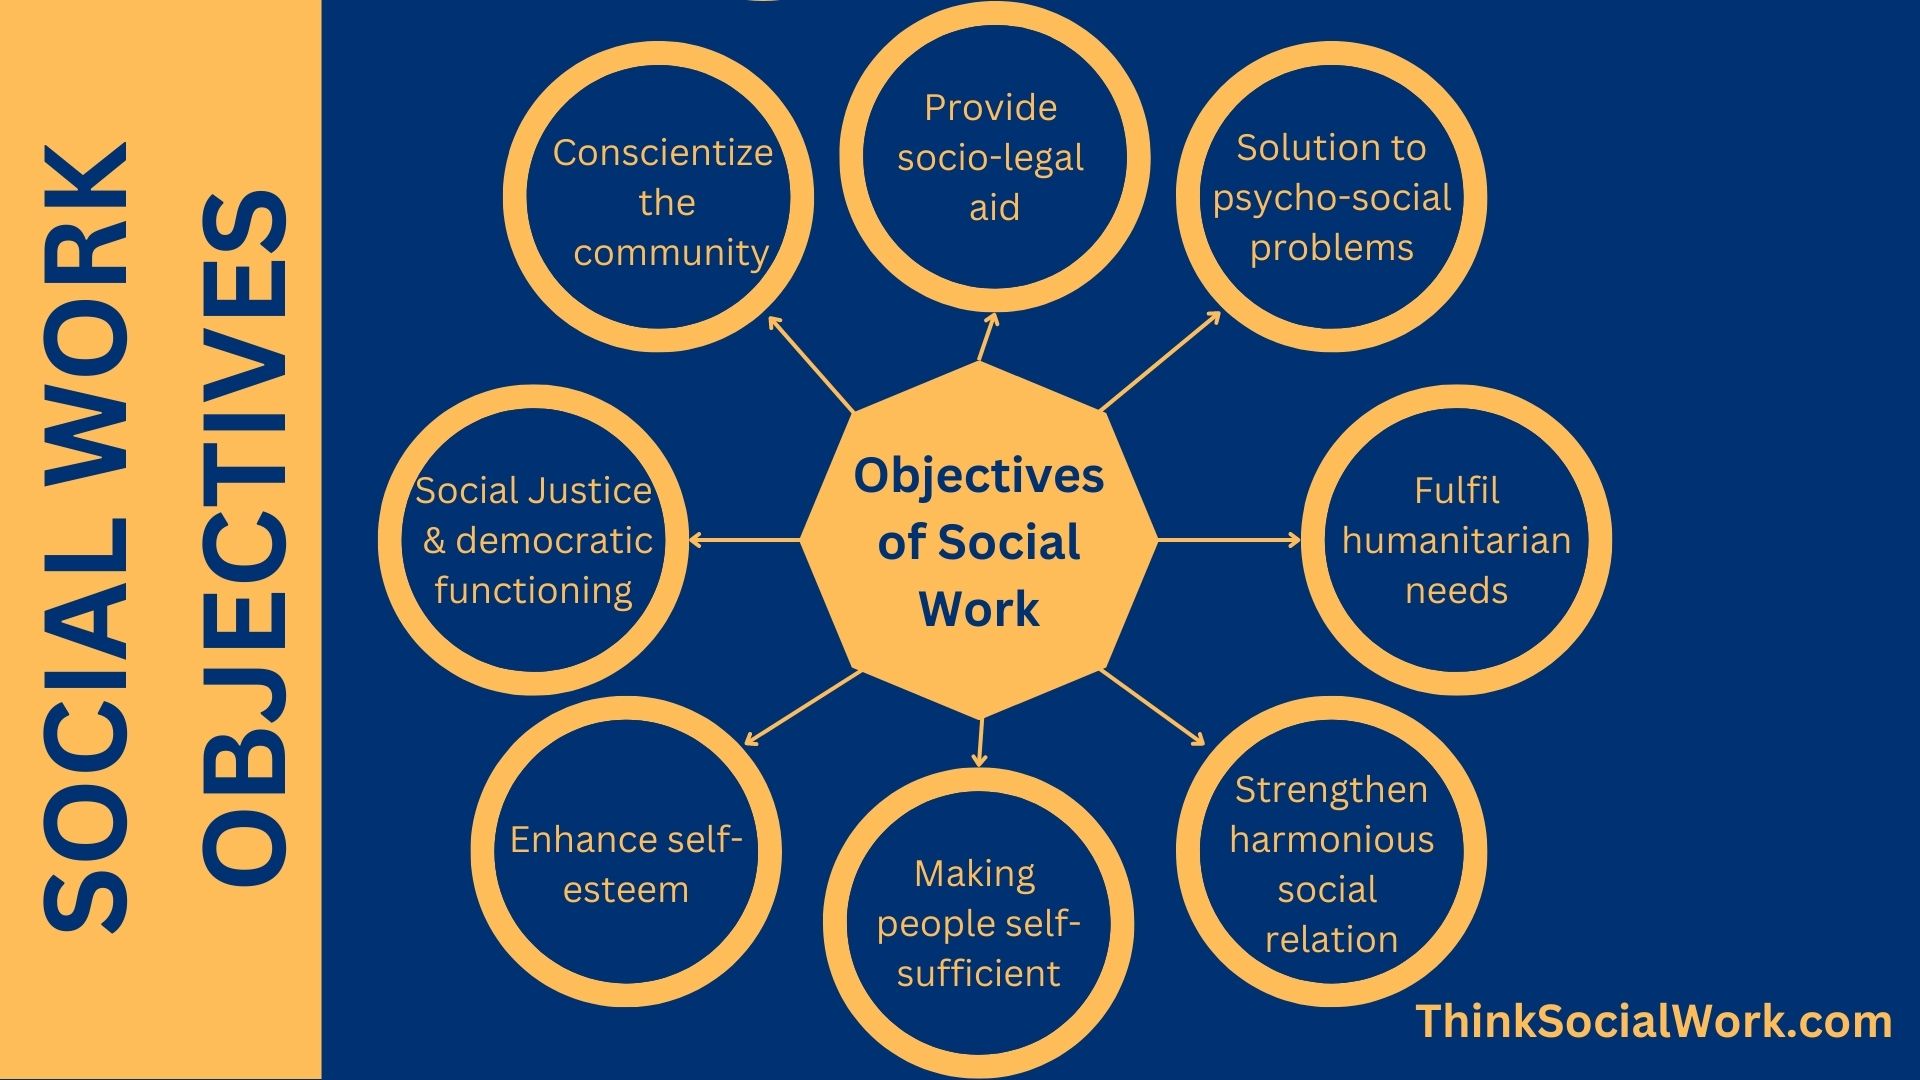 SOCIAL WORK
OBJECTIVES
Conscientize
the
community
Provide
socio-legal
aid
Solution to
psycho-social
problems
Social Justice
& democratic
functioning
Objectives
of Social
Work
Fulfil
humanitarian
needs
Enhance self-
esteem
Making
people self-
sufficient
Strengthen
harmonious
social
relation
ThinkSocialWork.com